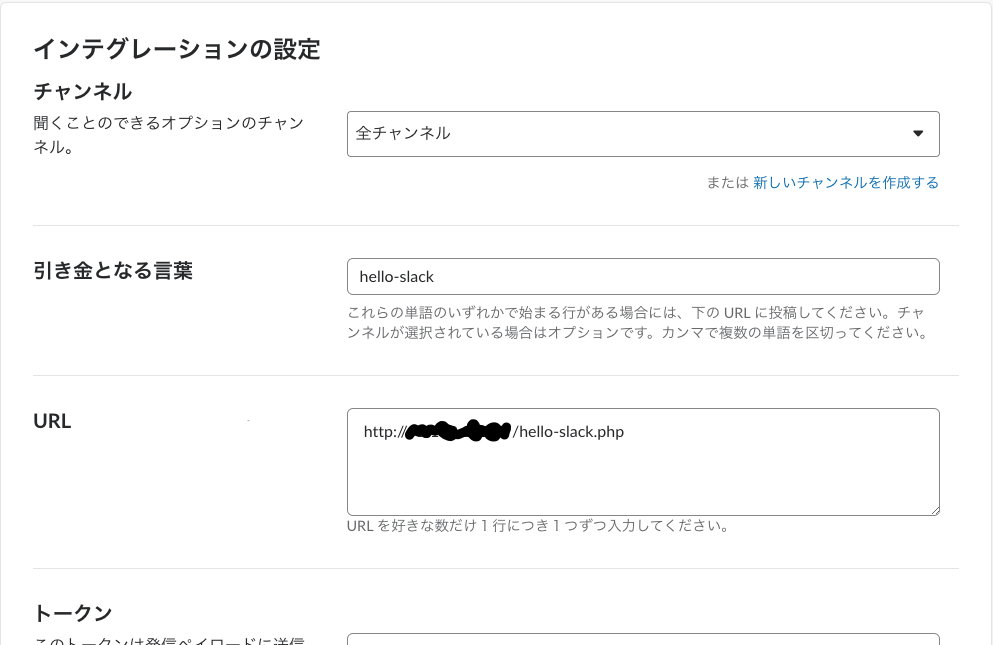 インテグレーションの設定
チャンネル
聞くことのできるオプションのチャン
ネル。
全チャンネル
または 新しいチャンネルを作成する
引き金となる言葉
hello-slack
これらの単語のいずれかで始まる行がある場合には、下の URL に投稿してください。チャ
ンネルが選択されている場合はオプションです。カンマで複数の単語を区切ってください。
URL
http:// /hello-slack.php
URL を好きな数だけ 1 行につき 1 つずつ入力してください。
トークン
このトークンは発信ペイロードに送信